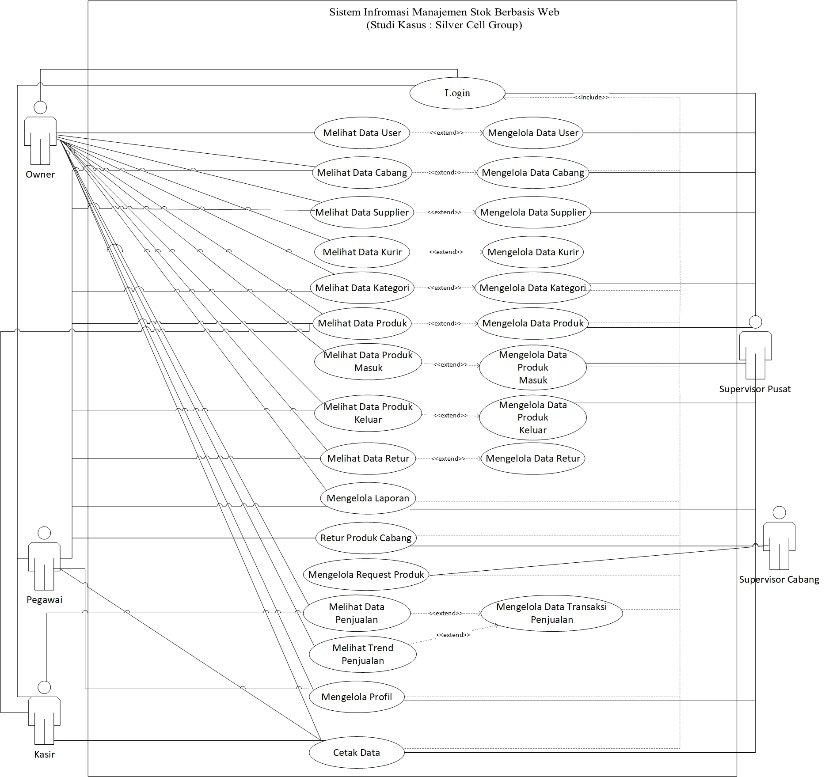 Sistem Infromasi Manajemen Stok Berbasis Web
(Studi Kasus : Silver Cell Group)
Login
<<include>>
Owner
Melihat Data User
<<extend>>
Mengelola Data User
Melihat Data Cabang
<<extend>>
Mengelola Data Cabang
Melihat Data Supplier
<<extend>>
Mengelola Data Supplier
Melihat Data Kurir
<<extend>>
Mengelola Data Kurir
Melihat Data Kategori
<<extend>>
Mengelola Data Kategori
Melihat Data Produk
<<extend>>
Mengelola Data Produk
Melihat Data Produk
Masuk
<<extend>>
Mengelola Data
Produk
Masuk
Supervisor Pusat
Melihat Data Produk
Keluar
<<extend>>
Mengelola Data
Produk
Keluar
Melihat Data Retur
<<extend>>
Mengelola Data Retur
Mengelola Laporan
Retur Produk Cabang
Mengelola Request Produk
Supervisor Cabang
Pegawai
Melihat Data
Penjualan
<<extend>>
Mengelola Data Transaksi
Penjualan
Melihat Trend
Penjualan
<<extend>>
Mengelola Profil
Kasir
Cetak Data